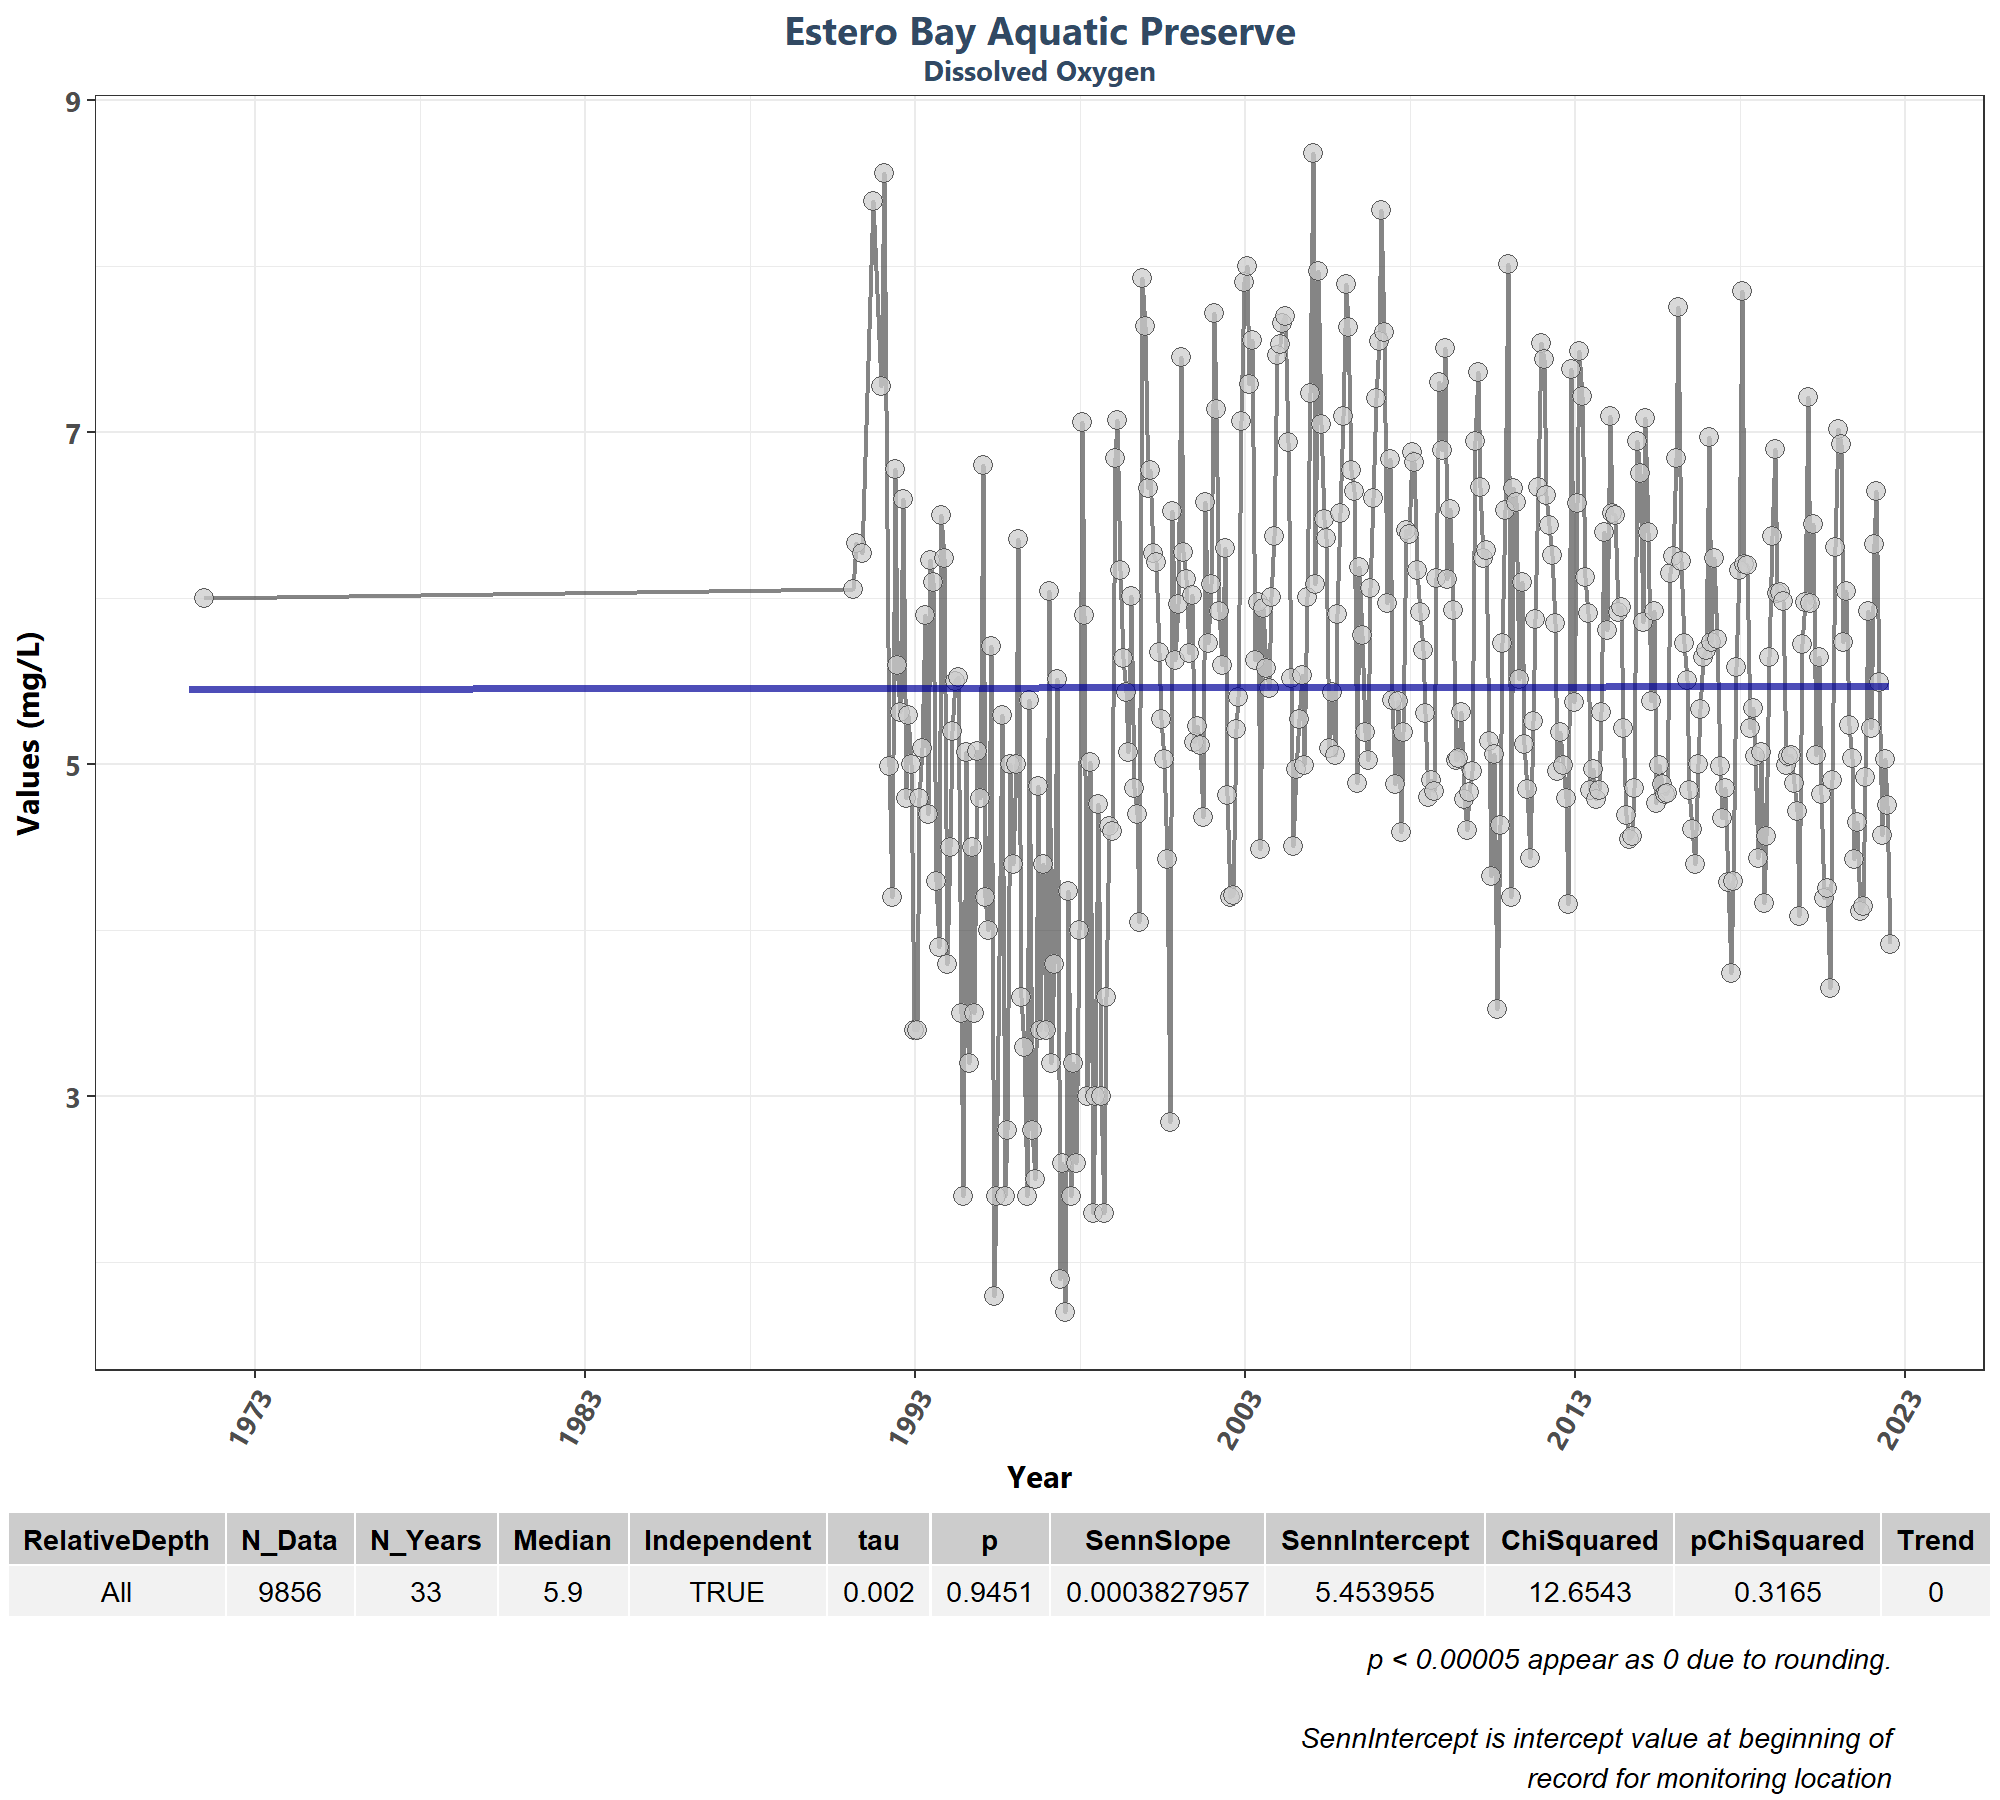 Estero Bay Aquatic Preserve
Dissolved Oxygen
9
7
5
3
Values (mg/L)
1973 1983 1993 2003 2013 2023
Year
RelativeDepth N_Data N_Years Median Independent tau p SennSlope SennIntercept ChiSquared pChiSquared Trend
All 9856 33 5.9 TRUE 0.002 0.9451 0.0003827957 5.453955 12.6543 0.3165 0
p < 0.00005 appear as 0 due to rounding.
SennIntercept is intercept value at beginning of
record for monitoring location